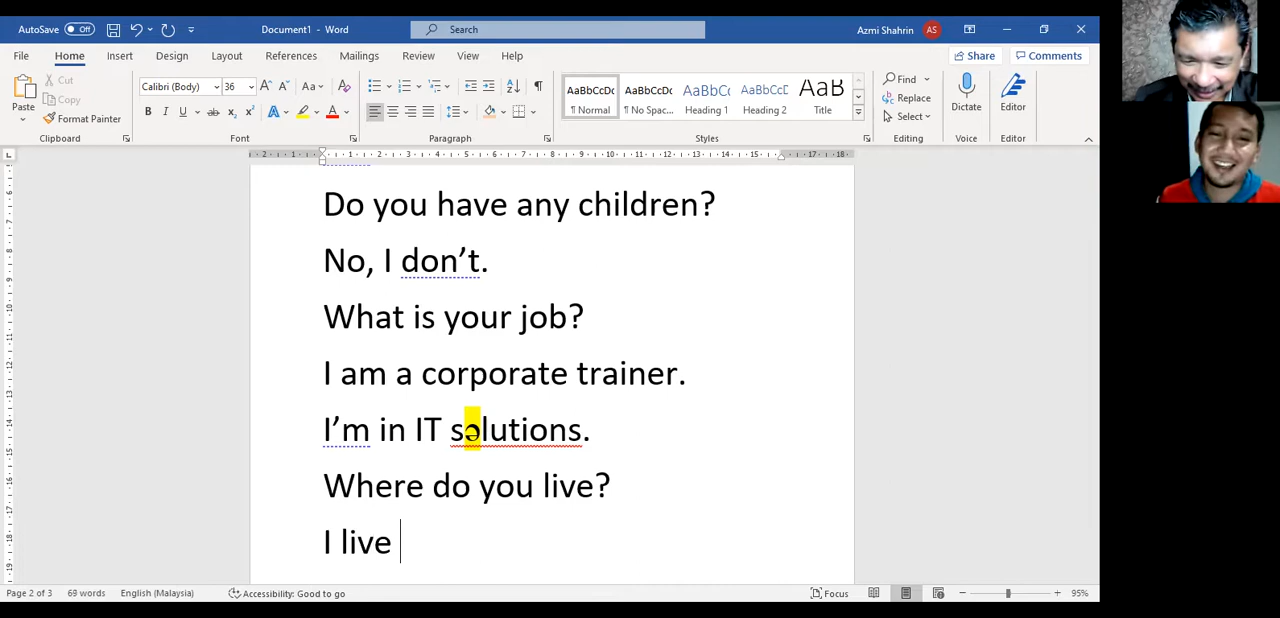 AutoSave Off Document1 - Word Search Azmi Shahrin AS
File Home Insert Design Layout References Mailings Review View Help Share Comments
Paste Cut Copy Format Painter
Calibri (Body) 36
AaBbCcDc AaBbCcDc AaBbCc AaBbCcD AaB
Normal No Spac... Heading 1 Heading 2 Title
Find Replace Select Dictate Editor
Clipboard Font Paragraph Styles Editing Voice Editor
Do you have any children?
No, I don’t.
What is your job?
I am a corporate trainer.
I’m in IT səlutions.
Where do you live?
I live
Page 2 of 3 69 words English (Malaysia) Accessibility: Good to go Focus 95%